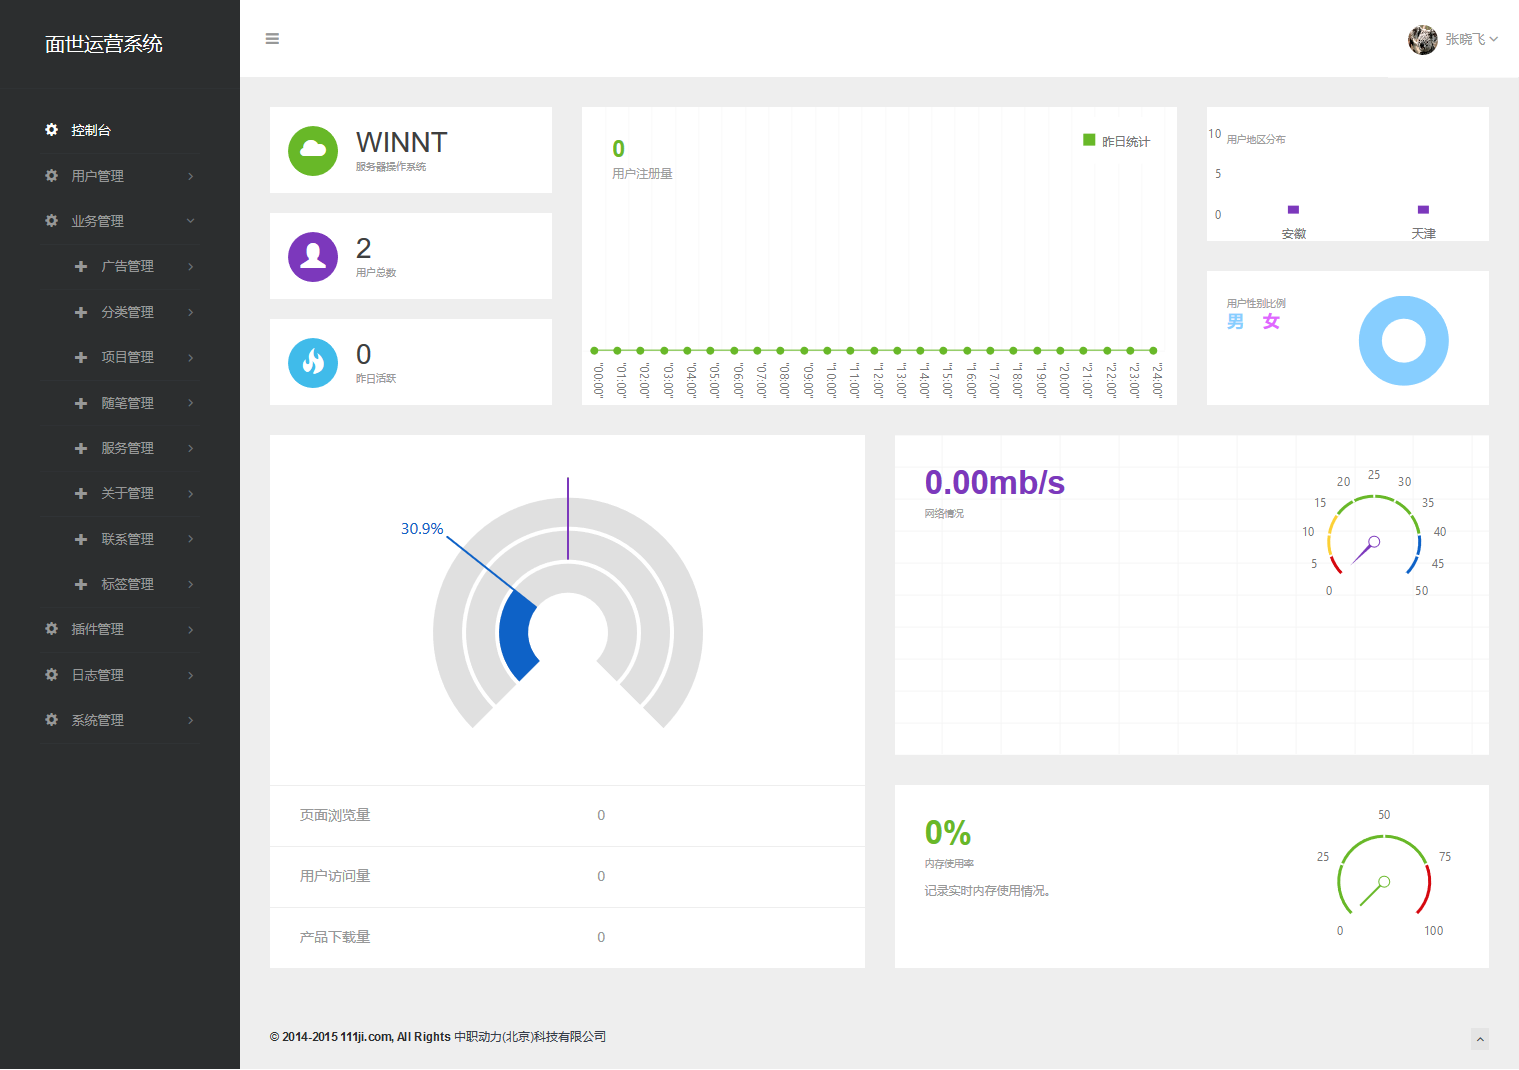 面世运营系统
张晓飞
控制台
用户管理
业务管理
广告管理
分类管理
项目管理
随笔管理
服务管理
关于管理
联系管理
标签管理
插件管理
日志管理
系统管理
WINNT
服务器操作系统
2
用户总数
0
昨日活跃
0
用户注册量
昨日统计
"00:00"
"01:00"
"02:00"
"03:00"
"04:00"
"05:00"
"06:00"
"07:00"
"08:00"
"09:00"
"10:00"
"11:00"
"12:00"
"13:00"
"14:00"
"15:00"
"16:00"
"17:00"
"18:00"
"19:00"
"20:00"
"21:00"
"22:00"
"23:00"
"24:00"
用户地区分布
10
5
0
安徽
天津
用户性别比例
男 女
30.9%
页面浏览量 0
用户访问量 0
产品下载量 0
0.00mb/s
网络情况
0
5
10
15
20
25
30
35
40
45
50
0%
内存使用率
记录实时内存使用情况。
0
25
50
75
100
© 2014-2015 111ji.com, All Rights 中职动力(北京)科技有限公司